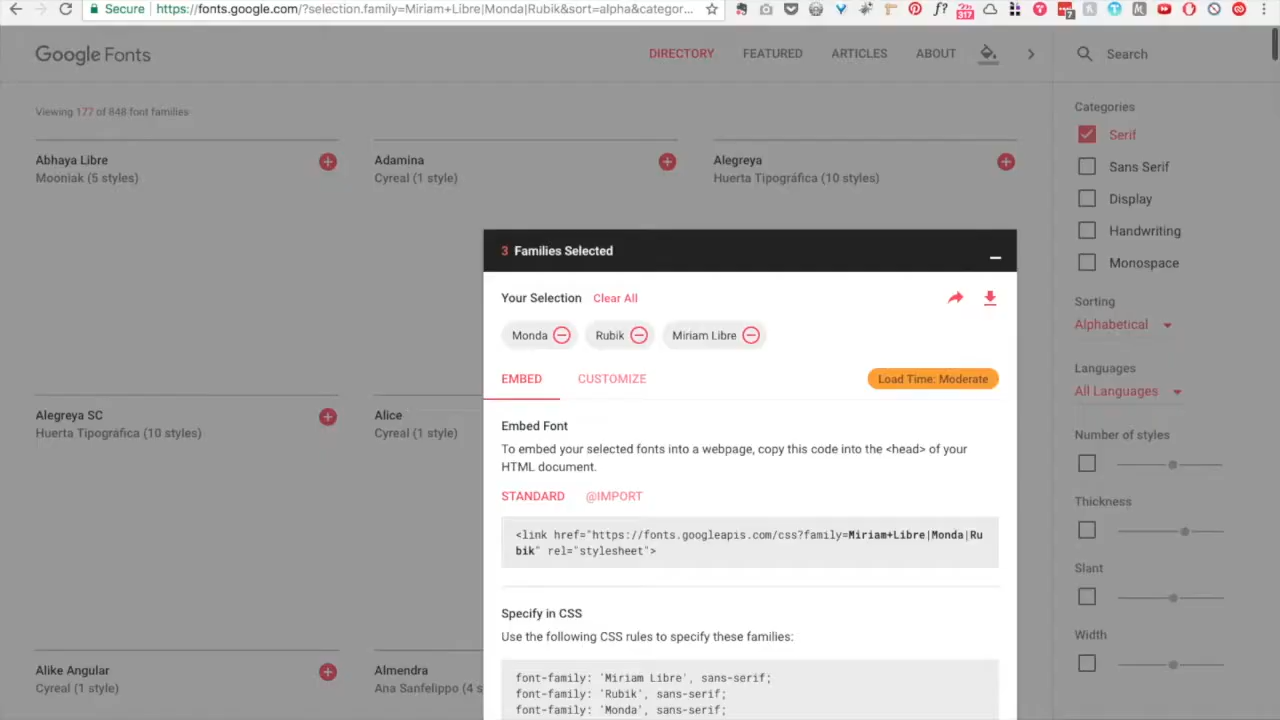 Secure https://fonts.google.com/?selection.family=Miriam+Libre|Monda|Rubik&sort=alpha&categor...
317
7
Google Fonts
DIRECTORY
FEATURED
ARTICLES
ABOUT
Search
Viewing 177 of 848 font families
Abhaya Libre
Mooniak (5 styles)
Adamina
Cyreal (1 style)
Alegreya
Huerta Tipográfica (10 styles)
Alegreya SC
Huerta Tipográfica (10 styles)
Alice
Cyreal (1 style)
Alike Angular
Cyreal (1 style)
Almendra
Ana Sanfelippo (4 s
3 Families Selected
Your Selection Clear All
Monda
Rubik
Miriam Libre
EMBED
CUSTOMIZE
Load Time: Moderate
Embed Font
To embed your selected fonts into a webpage, copy this code into the <head> of your
HTML document.
STANDARD
@IMPORT
<link href="https://fonts.googleapis.com/css?family=Miriam+Libre|Monda|Ru
bik" rel="stylesheet">
Specify in CSS
Use the following CSS rules to specify these families:
font-family: 'Miriam Libre', sans-serif;
font-family: 'Rubik', sans-serif;
font-family: 'Monda', sans-serif;
Categories
Serif
Sans Serif
Display
Handwriting
Monospace
Sorting
Alphabetical
Languages
All Languages
Number of styles
Thickness
Slant
Width